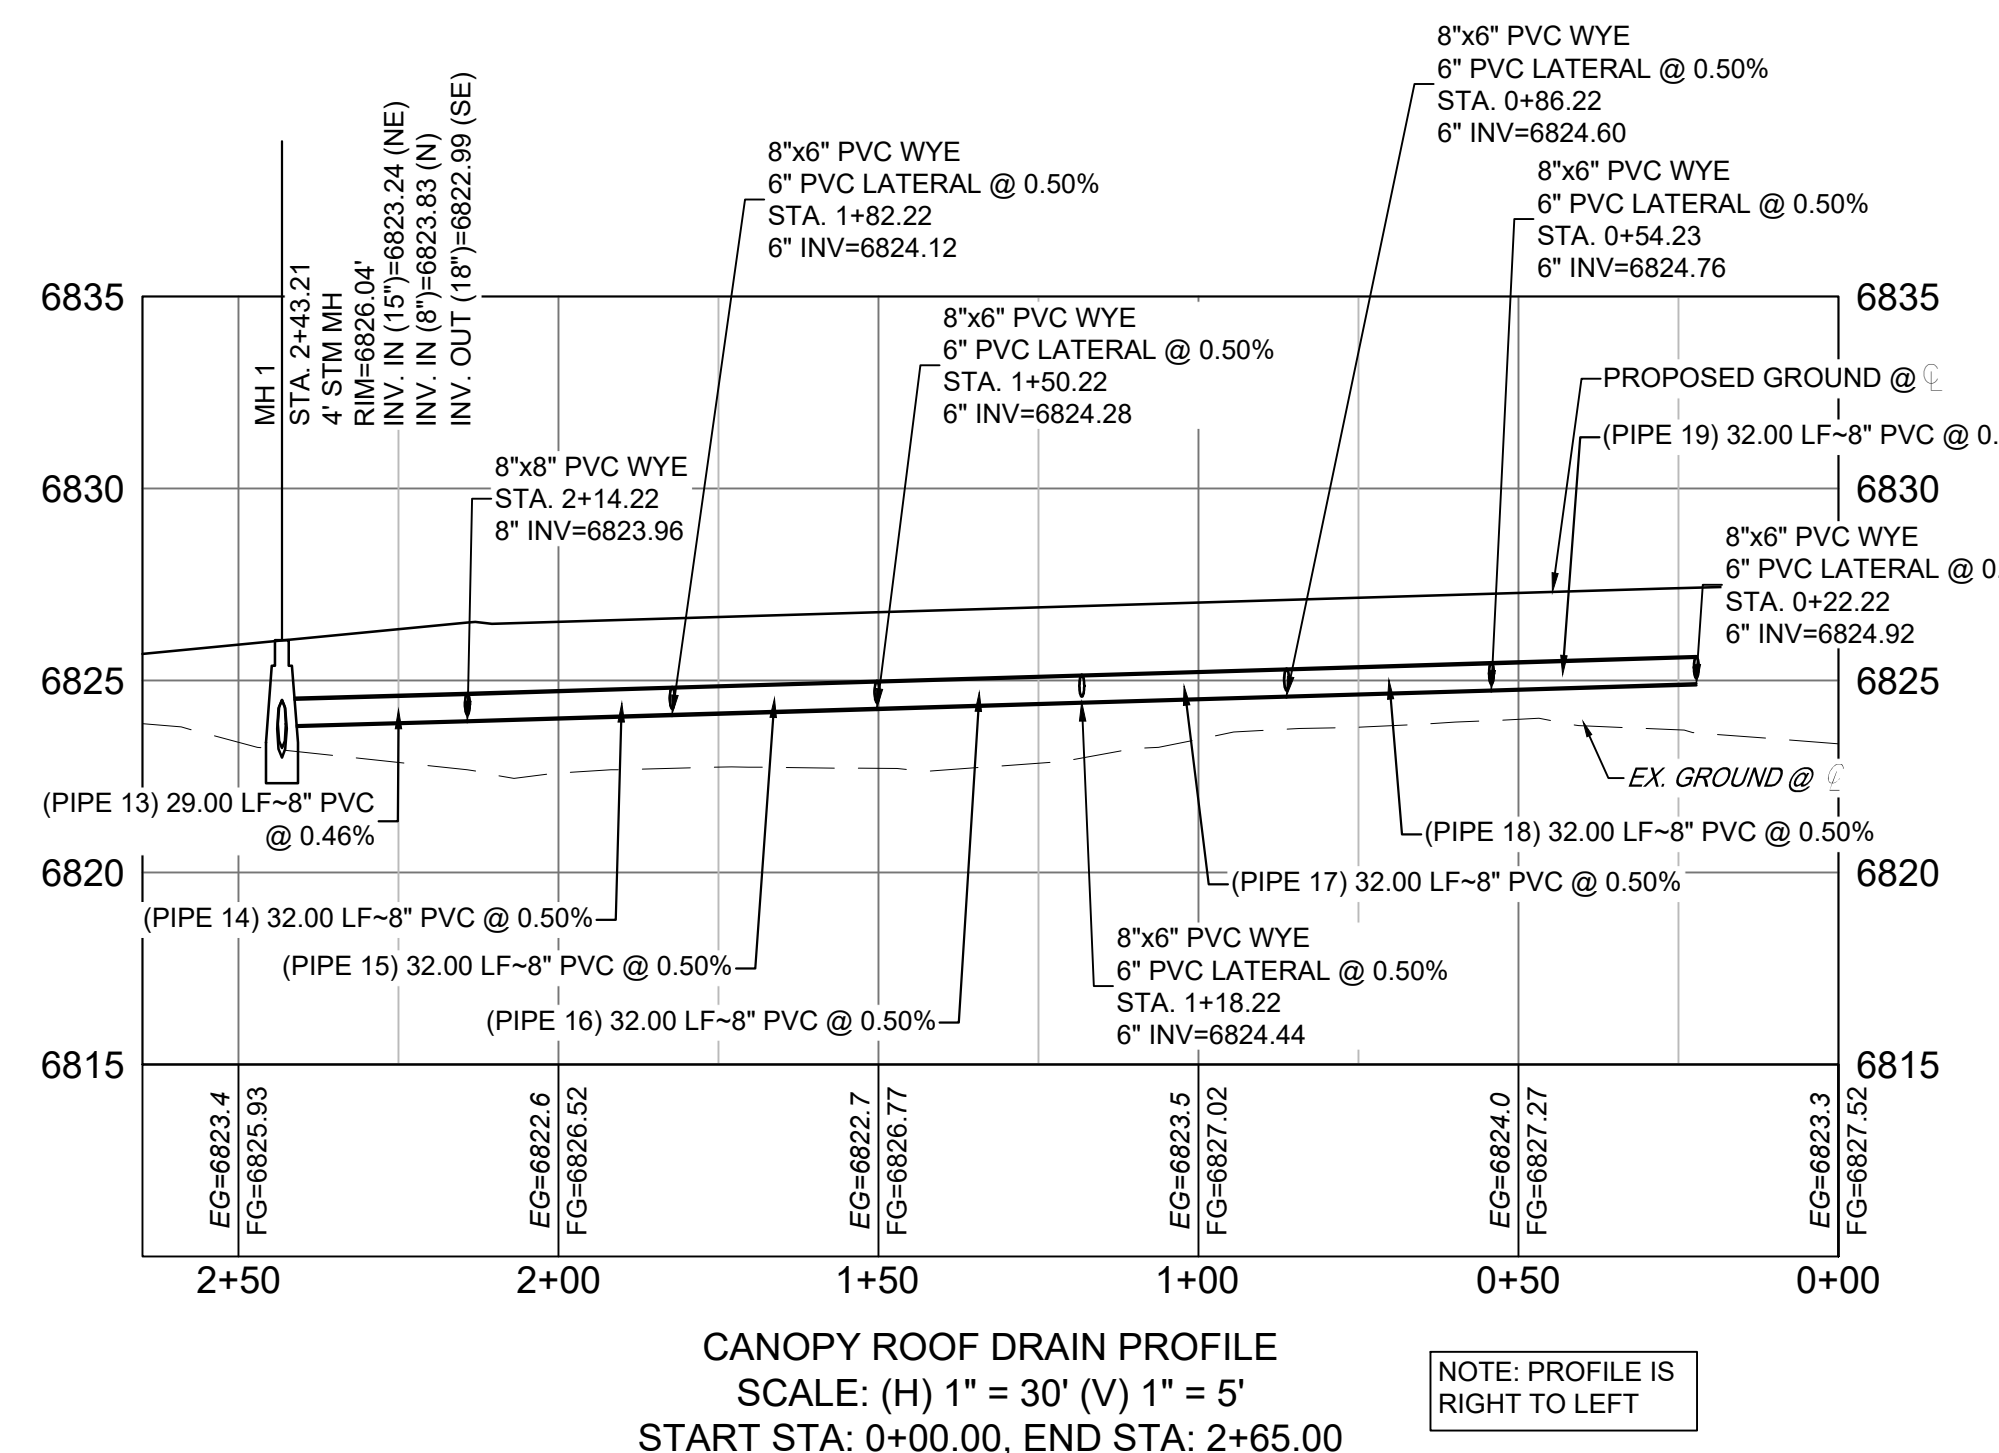 8"x6" PVC WYE
6" PVC LATERAL @ 0.50%
STA. 0+86.22
6" INV=6824.60
8"x6" PVC WYE
6" PVC LATERAL @ 0.50%
STA. 1+82.22
6" INV=6824.12
8"x6" PVC WYE
6" PVC LATERAL @ 0.50%
STA. 0+54.23
6" INV=6824.76
MH 1
STA. 2+43.21
4' STM MH
RIM=6826.04'
INV. IN (15")=6823.24 (NE)
INV. IN (8")=6823.83 (N)
INV. OUT (18")=6822.99 (SE)
6835
6835
8"x6" PVC WYE
6" PVC LATERAL @ 0.50%
STA. 1+50.22
6" INV=6824.28
PROPOSED GROUND @ ℄
(PIPE 19) 32.00 LF~8" PVC @ 0.
8"x8" PVC WYE
STA. 2+14.22
8" INV=6823.96
6830
6830
8"x6" PVC WYE
6" PVC LATERAL @ 0.
STA. 0+22.22
6" INV=6824.92
6825
6825
EX. GROUND @ ℄
(PIPE 13) 29.00 LF~8" PVC
@ 0.46%
(PIPE 18) 32.00 LF~8" PVC @ 0.50%
6820
6820
(PIPE 17) 32.00 LF~8" PVC @ 0.50%
(PIPE 14) 32.00 LF~8" PVC @ 0.50%
(PIPE 15) 32.00 LF~8" PVC @ 0.50%
(PIPE 16) 32.00 LF~8" PVC @ 0.50%
8"x6" PVC WYE
6" PVC LATERAL @ 0.50%
STA. 1+18.22
6" INV=6824.44
6815
6815
EG=6823.4
FG=6825.93
EG=6822.6
FG=6826.52
EG=6822.7
FG=6826.77
EG=6823.5
FG=6827.02
EG=6824.0
FG=6827.27
EG=6823.3
FG=6827.52
2+50
2+00
1+50
1+00
0+50
0+00
CANOPY ROOF DRAIN PROFILE
SCALE: (H) 1" = 30' (V) 1" = 5'
START STA: 0+00.00, END STA: 2+65.00
NOTE: PROFILE IS
RIGHT TO LEFT